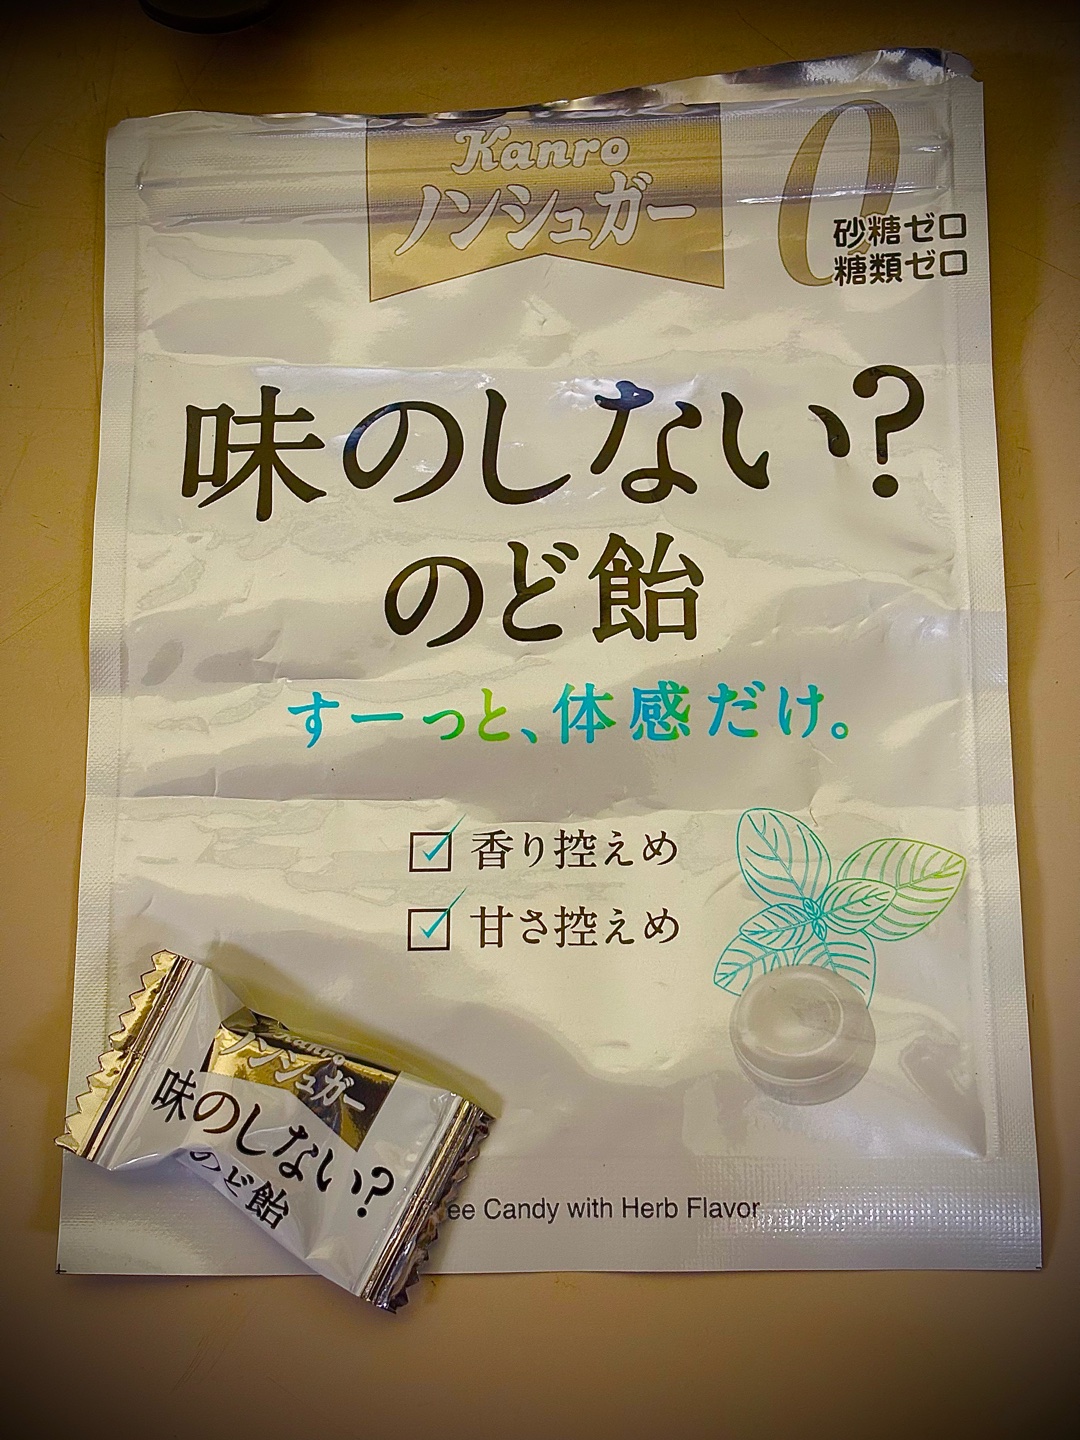 Kanro
ノンシュガー
0
砂糖ゼロ
糖類ゼロ
味のしない?
のど飴
すーっと、体感だけ。
香り控えめ
甘さ控えめ
Kanro
ノンシュガー
味のしない?
のど飴
Candy with Herb Flavor